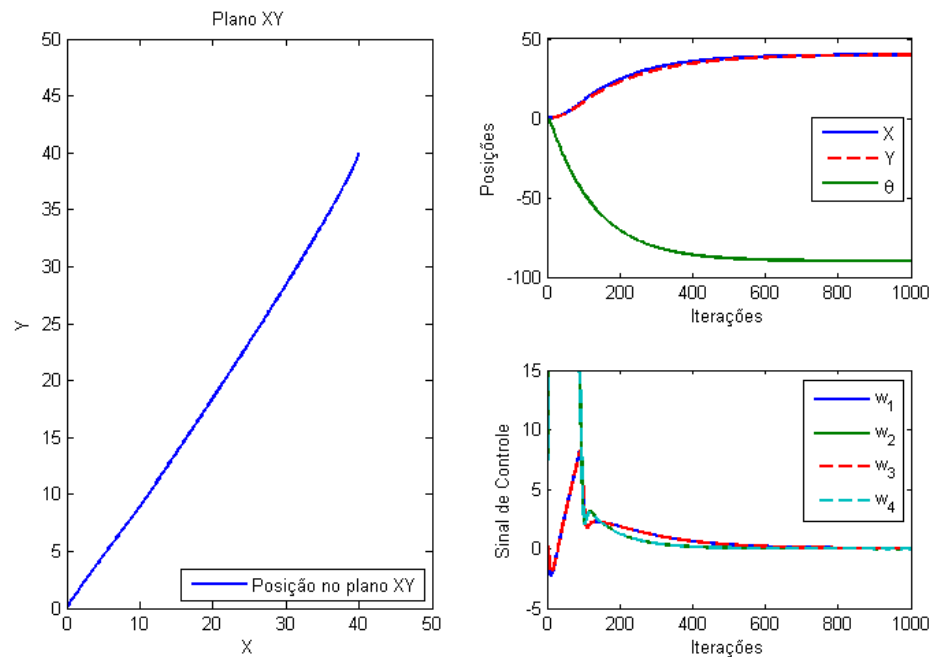 Plano XY
50
45
40
35
30
25
20
15
10
5
0
Y
0 10 20 30 40 50
X
Posição no plano XY
50
0
-50
-100
Posições
0 200 400 600 800 1000
Iterações
X
Y
θ
15
10
5
0
-5
Sinal de Controle
0 200 400 600 800 1000
Iterações
w1
w2
w3
w4